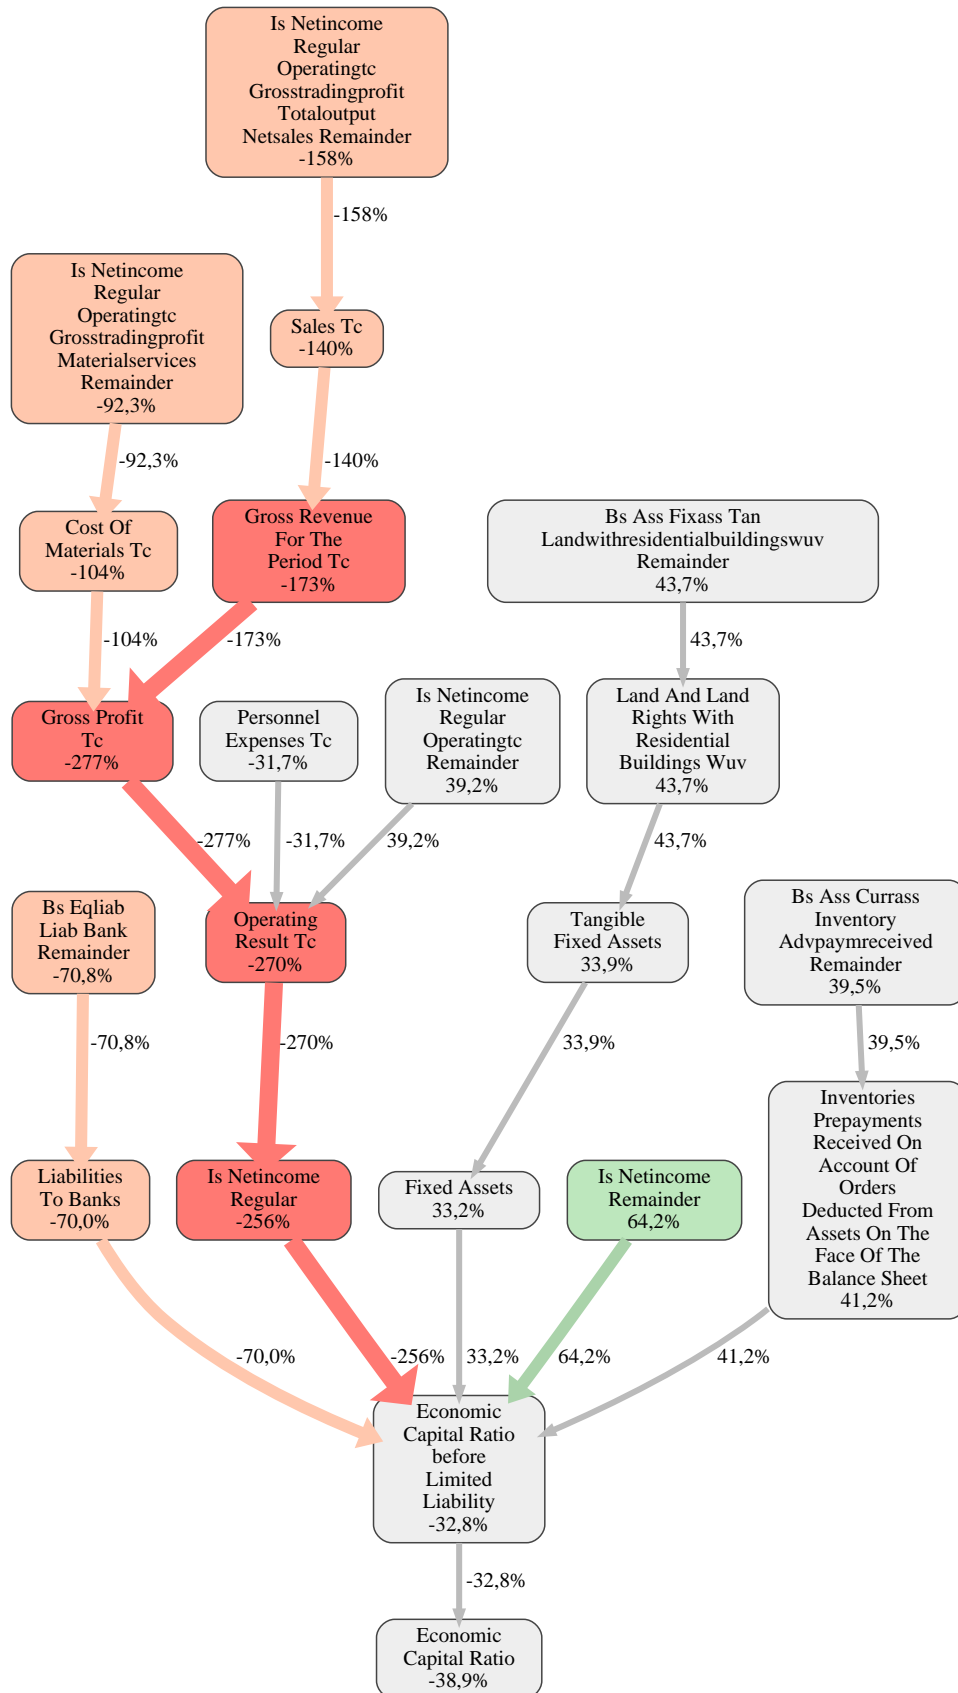 Is Netincome
Regular
Operatingtc
Grosstradingprofit
Totaloutput
Netsales Remainder
-158%
-158%
Is Netincome
Regular
Operatingtc
Grosstradingprofit
Materialservices
Remainder
-92,3%
Sales Tc
-140%
-92,3%
-140%
Cost Of
Materials Tc
-104%
Gross Revenue
For The
Period Tc
-173%
Bs Ass Fixass Tan
Landwithresidentialbuildingswuv
Remainder
43,7%
-104%
-173%
43,7%
Gross Profit
Tc
-277%
Personnel
Expenses Tc
-31,7%
Is Netincome
Regular
Operatingtc
Remainder
39,2%
Land And Land
Rights With
Residential
Buildings Wuv
43,7%
-277%
-31,7%
39,2%
43,7%
Bs Eqliab
Liab Bank
Remainder
-70,8%
Operating
Result Tc
-270%
Tangible
Fixed Assets
33,9%
Bs Ass Currass
Inventory
Advpaymreceived
Remainder
39,5%
-70,8%
-270%
33,9%
39,5%
Liabilities
To Banks
-70,0%
Is Netincome
Regular
-256%
Fixed Assets
33,2%
Is Netincome
Remainder
64,2%
Inventories
Prepayments
Received On
Account Of
Orders
Deducted From
Assets On The
Face Of The
Balance Sheet
41,2%
-70,0%
-256%
33,2%
64,2%
41,2%
Economic
Capital Ratio
before
Limited
Liability
-32,8%
-32,8%
Economic
Capital Ratio
-38,9%